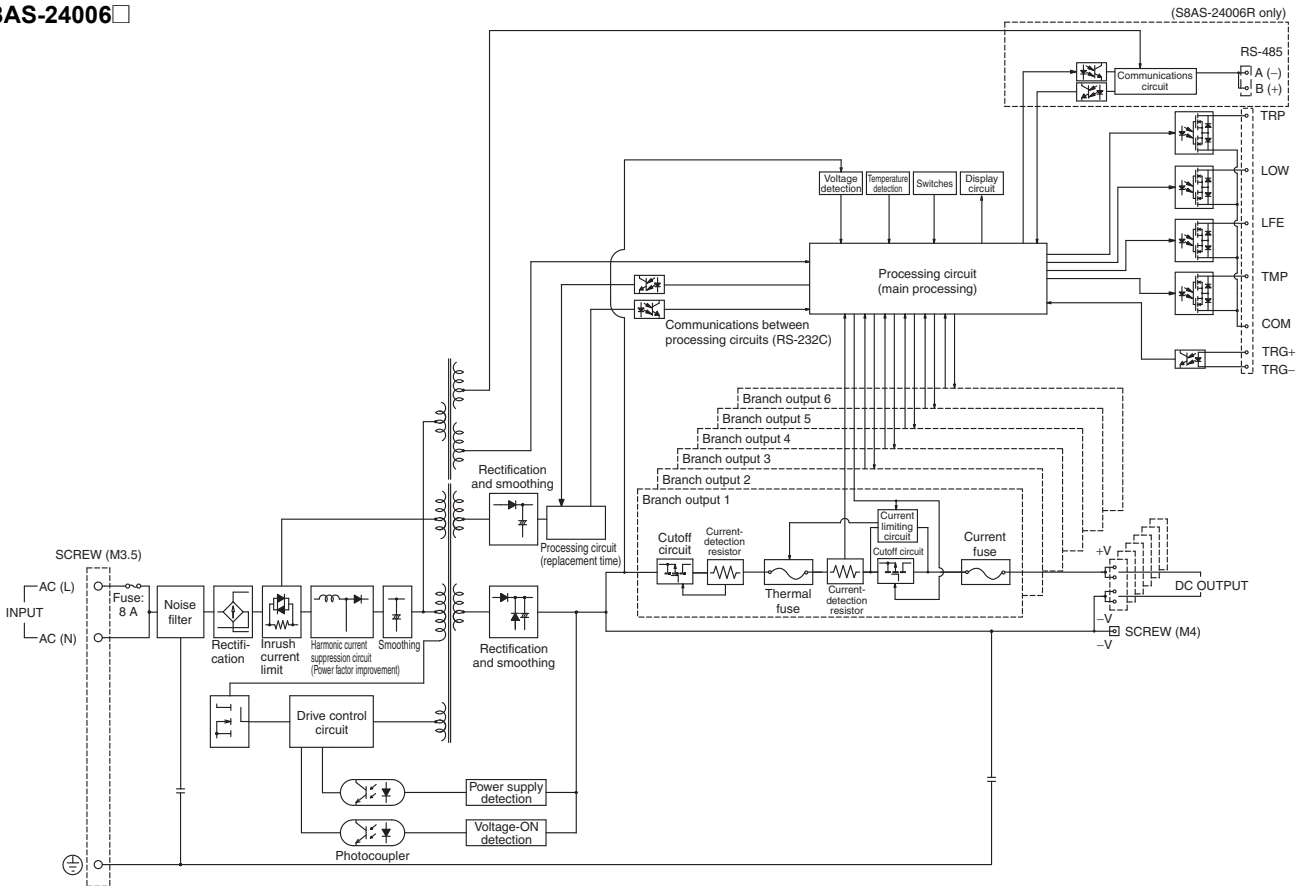 8AS-24006□
(S8AS-24006R only)
RS-485
A (−)
B (+)
Communications
circuit
TRP
LOW
LFE
TMP
COM
TRG+
TRG−
Voltage
detection
Temperature
detection
Switches
Display
circuit
Processing circuit
(main processing)
Communications between
processing circuits (RS-232C)
Branch output 6
Branch output 5
Branch output 4
Branch output 3
Branch output 2
Branch output 1
Rectification
and smoothing
Processing circuit
(replacement time)
Cutoff
circuit
Current-
detection
resistor
Thermal
fuse
Current
limiting
circuit
Cutoff circuit
Current-
detection
resistor
Current
fuse
+V
DC OUTPUT
−V
SCREW (M4)
−V
SCREW (M3.5)
AC (L)
INPUT
AC (N)
Fuse:
8 A
Noise
filter
Rectifi-
cation
Inrush
current
limit
Harmonic current
suppression circuit
(Power factor improvement)
Smoothing
Rectification
and smoothing
Drive control
circuit
Power supply
detection
Voltage-ON
detection
Photocoupler